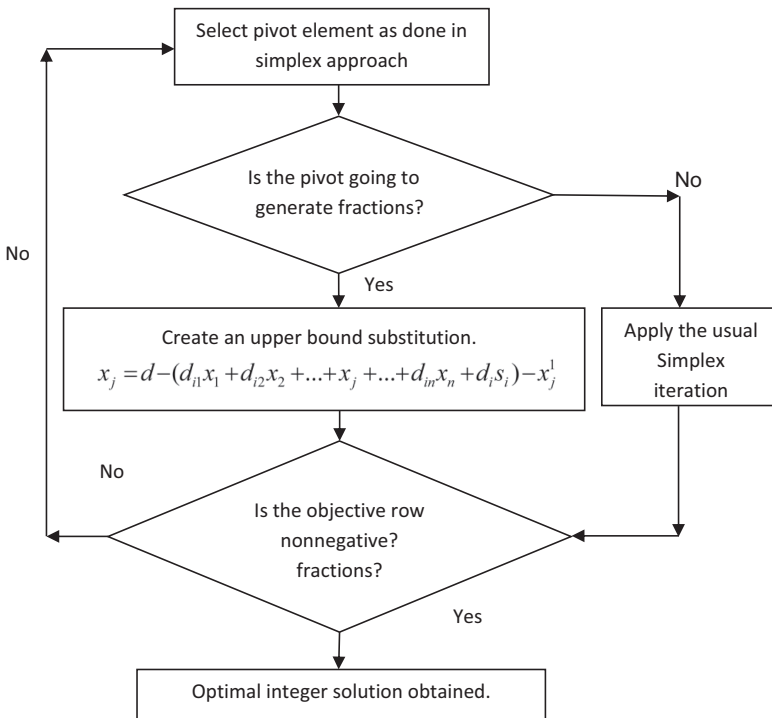 Select pivot element as done in
simplex approach
Is the pivot going to
generate fractions?
No
No
Yes
Create an upper bound substitution.
x_j = d − (d_{i1}x_1 + d_{i2}x_2 + ... + x_j + ... + d_{in}x_n + d_i s_i) − x_j^1
Apply the usual
Simplex
iteration
No
Is the objective row
nonnegative?
fractions?
Yes
Optimal integer solution obtained.